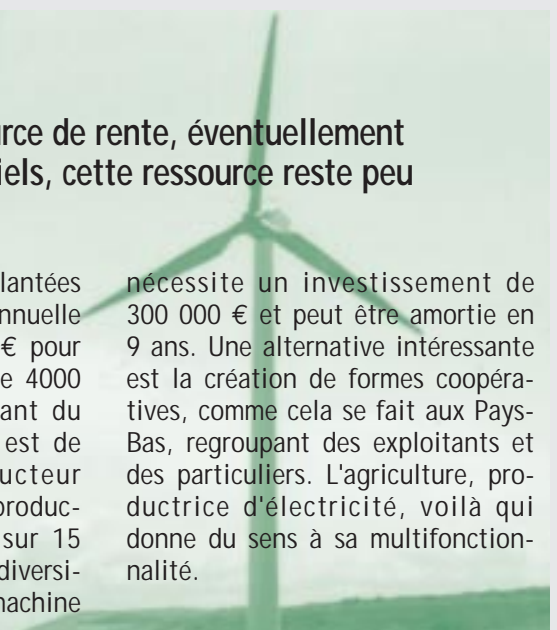 rce de rente, éventuellement
iels, cette ressource reste peu
lantées
nnuelle
€ pour
e 4000
ant du
est de
ucteur
produc-
sur 15
diversi-
machine
nécessite un investissement de
300 000 € et peut être amortie en
9 ans. Une alternative intéressante
est la création de formes coopéra-
tives, comme cela se fait aux Pays-
Bas, regroupant des exploitants et
des particuliers. L'agriculture, pro-
ductrice d'électricité, voilà qui
donne du sens à sa multifonction-
nalité.